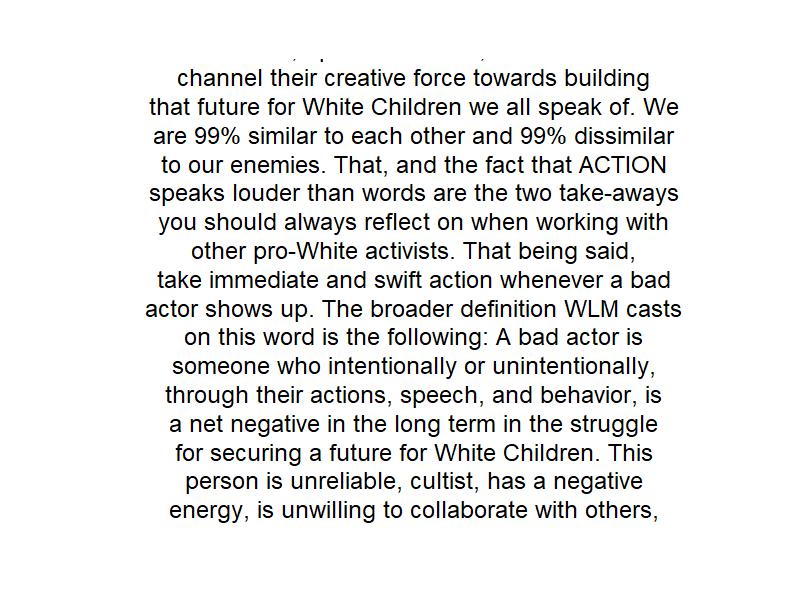 channel their creative force towards building
that future for White Children we all speak of. We
are 99% similar to each other and 99% dissimilar
to our enemies. That, and the fact that ACTION
speaks louder than words are the two take-aways
you should always reflect on when working with
other pro-White activists. That being said,
take immediate and swift action whenever a bad
actor shows up. The broader definition WLM casts
on this word is the following: A bad actor is
someone who intentionally or unintentionally,
through their actions, speech, and behavior, is
a net negative in the long term in the struggle
for securing a future for White Children. This
person is unreliable, cultist, has a negative
energy, is unwilling to collaborate with others,